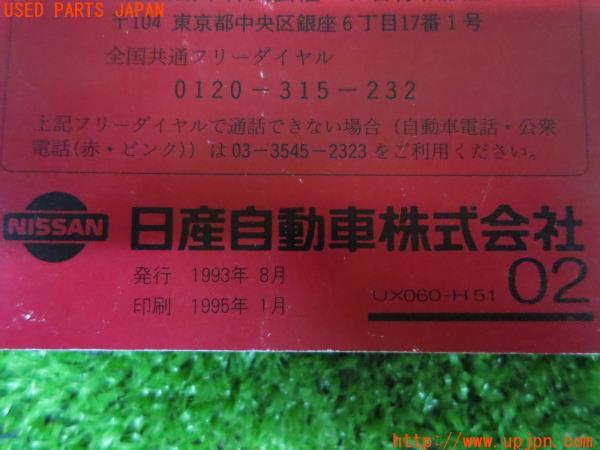 USED PARTS JAPAN
〒104 東京都中央区銀座6丁目17番1号
全国共通フリーダイヤル
0120-315-232
上記フリーダイヤルで通話できない場合(自動車電話・公衆
電話(赤・ピンク))は03-3545-2323をご利用ください。
NISSAN 日産自動車株式会社
発行 1993年 8月
印刷 1995年 1月
UX060-H51 02
http://www.upjpn.com/